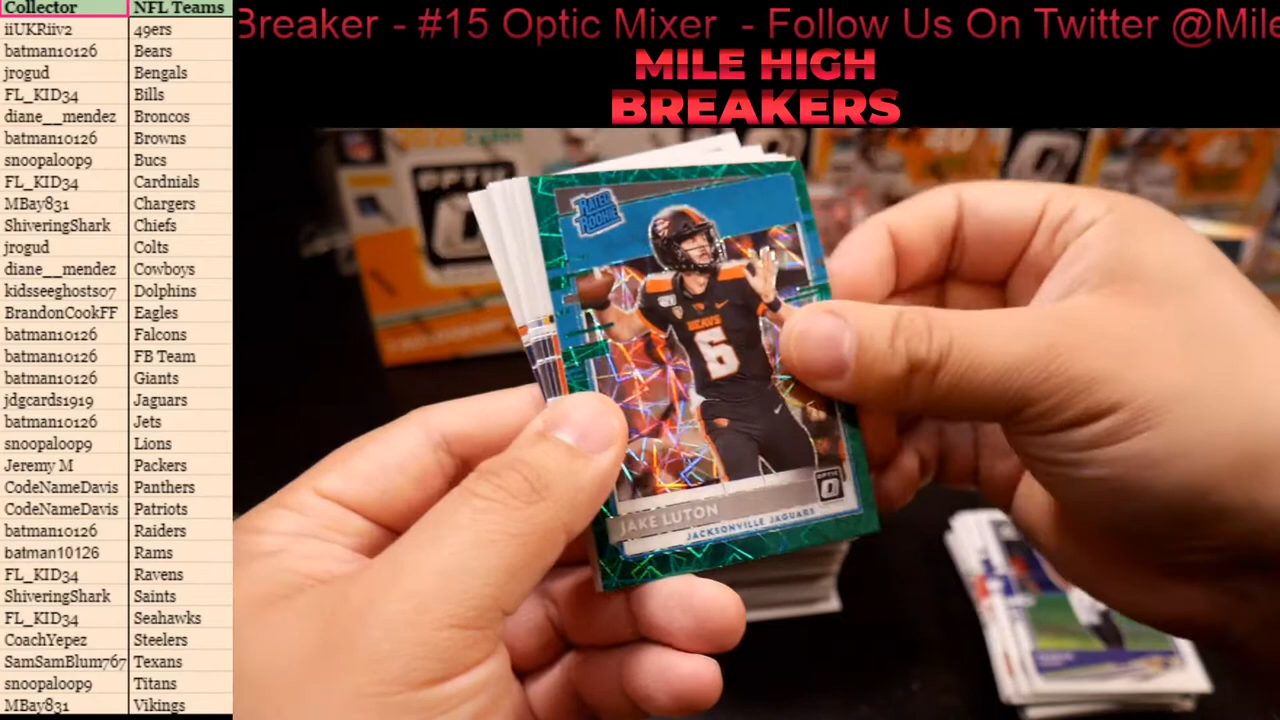 Collector NFL Teams
iiUKRiiv2 49ers
batman10126 Bears
jrogud Bengals
FL_KID34 Bills
diane__mendez Broncos
batman10126 Browns
snoopaloop9 Bucs
FL_KID34 Cardnials
MBay831 Chargers
ShiveringShark Chiefs
jrogud Colts
diane__mendez Cowboys
kidsseeghosts07 Dolphins
BrandonCookFF Eagles
batman10126 Falcons
batman10126 FB Team
batman10126 Giants
jdgcards1919 Jaguars
batman10126 Jets
snoopaloop9 Lions
Jeremy M Packers
CodeNameDavis Panthers
CodeNameDavis Patriots
batman10126 Raiders
batman10126 Rams
FL_KID34 Ravens
ShiveringShark Saints
FL_KID34 Seahawks
CoachYepez Steelers
SamSamBlum767 Texans
snoopaloop9 Titans
MBay831 Vikings
Breaker - #15 Optic Mixer - Follow Us On Twitter @Mile
MILE HIGH
BREAKERS
OPTIC
RATED
ROOKIE
BEAVS
6
OPTIC
JAKE LUTON
JACKSONVILLE JAGUARS